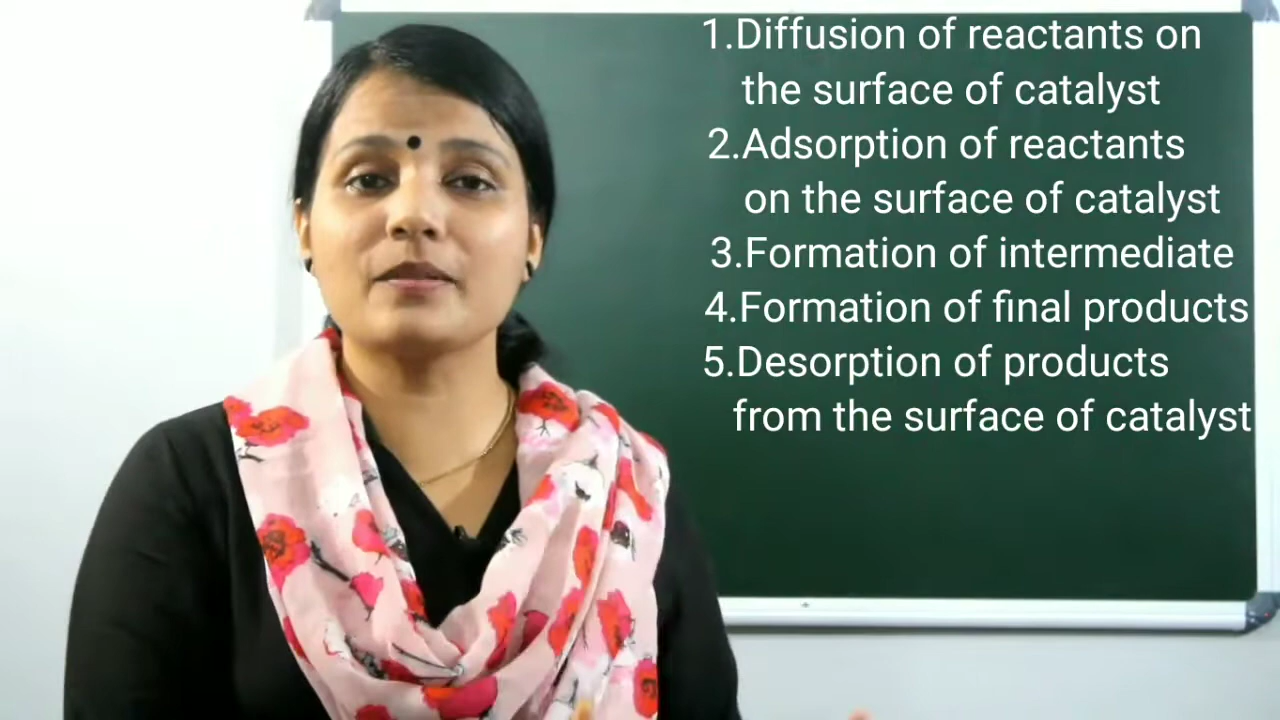 1.Diffusion of reactants on
the surface of catalyst
2.Adsorption of reactants
on the surface of catalyst
3.Formation of intermediate
4.Formation of final products
5.Desorption of products
from the surface of catalyst